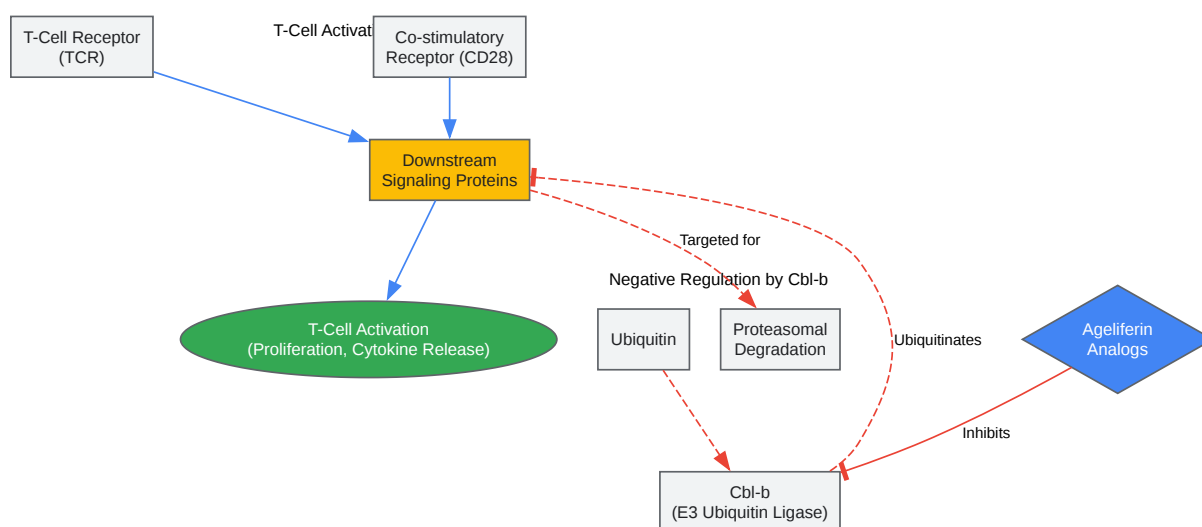 T-Cell Receptor
(TCR)
T-Cell Activati
Co-stimulatory
Receptor (CD28)
Downstream
Signaling Proteins
Targeted for
Negative Regulation by Cbl-b
T-Cell Activation
(Proliferation, Cytokine Release)
Ubiquitin
Proteasomal
Degradation
Ubiquitinates
Ageliferin
Analogs
Inhibits
Cbl-b
(E3 Ubiquitin Ligase)